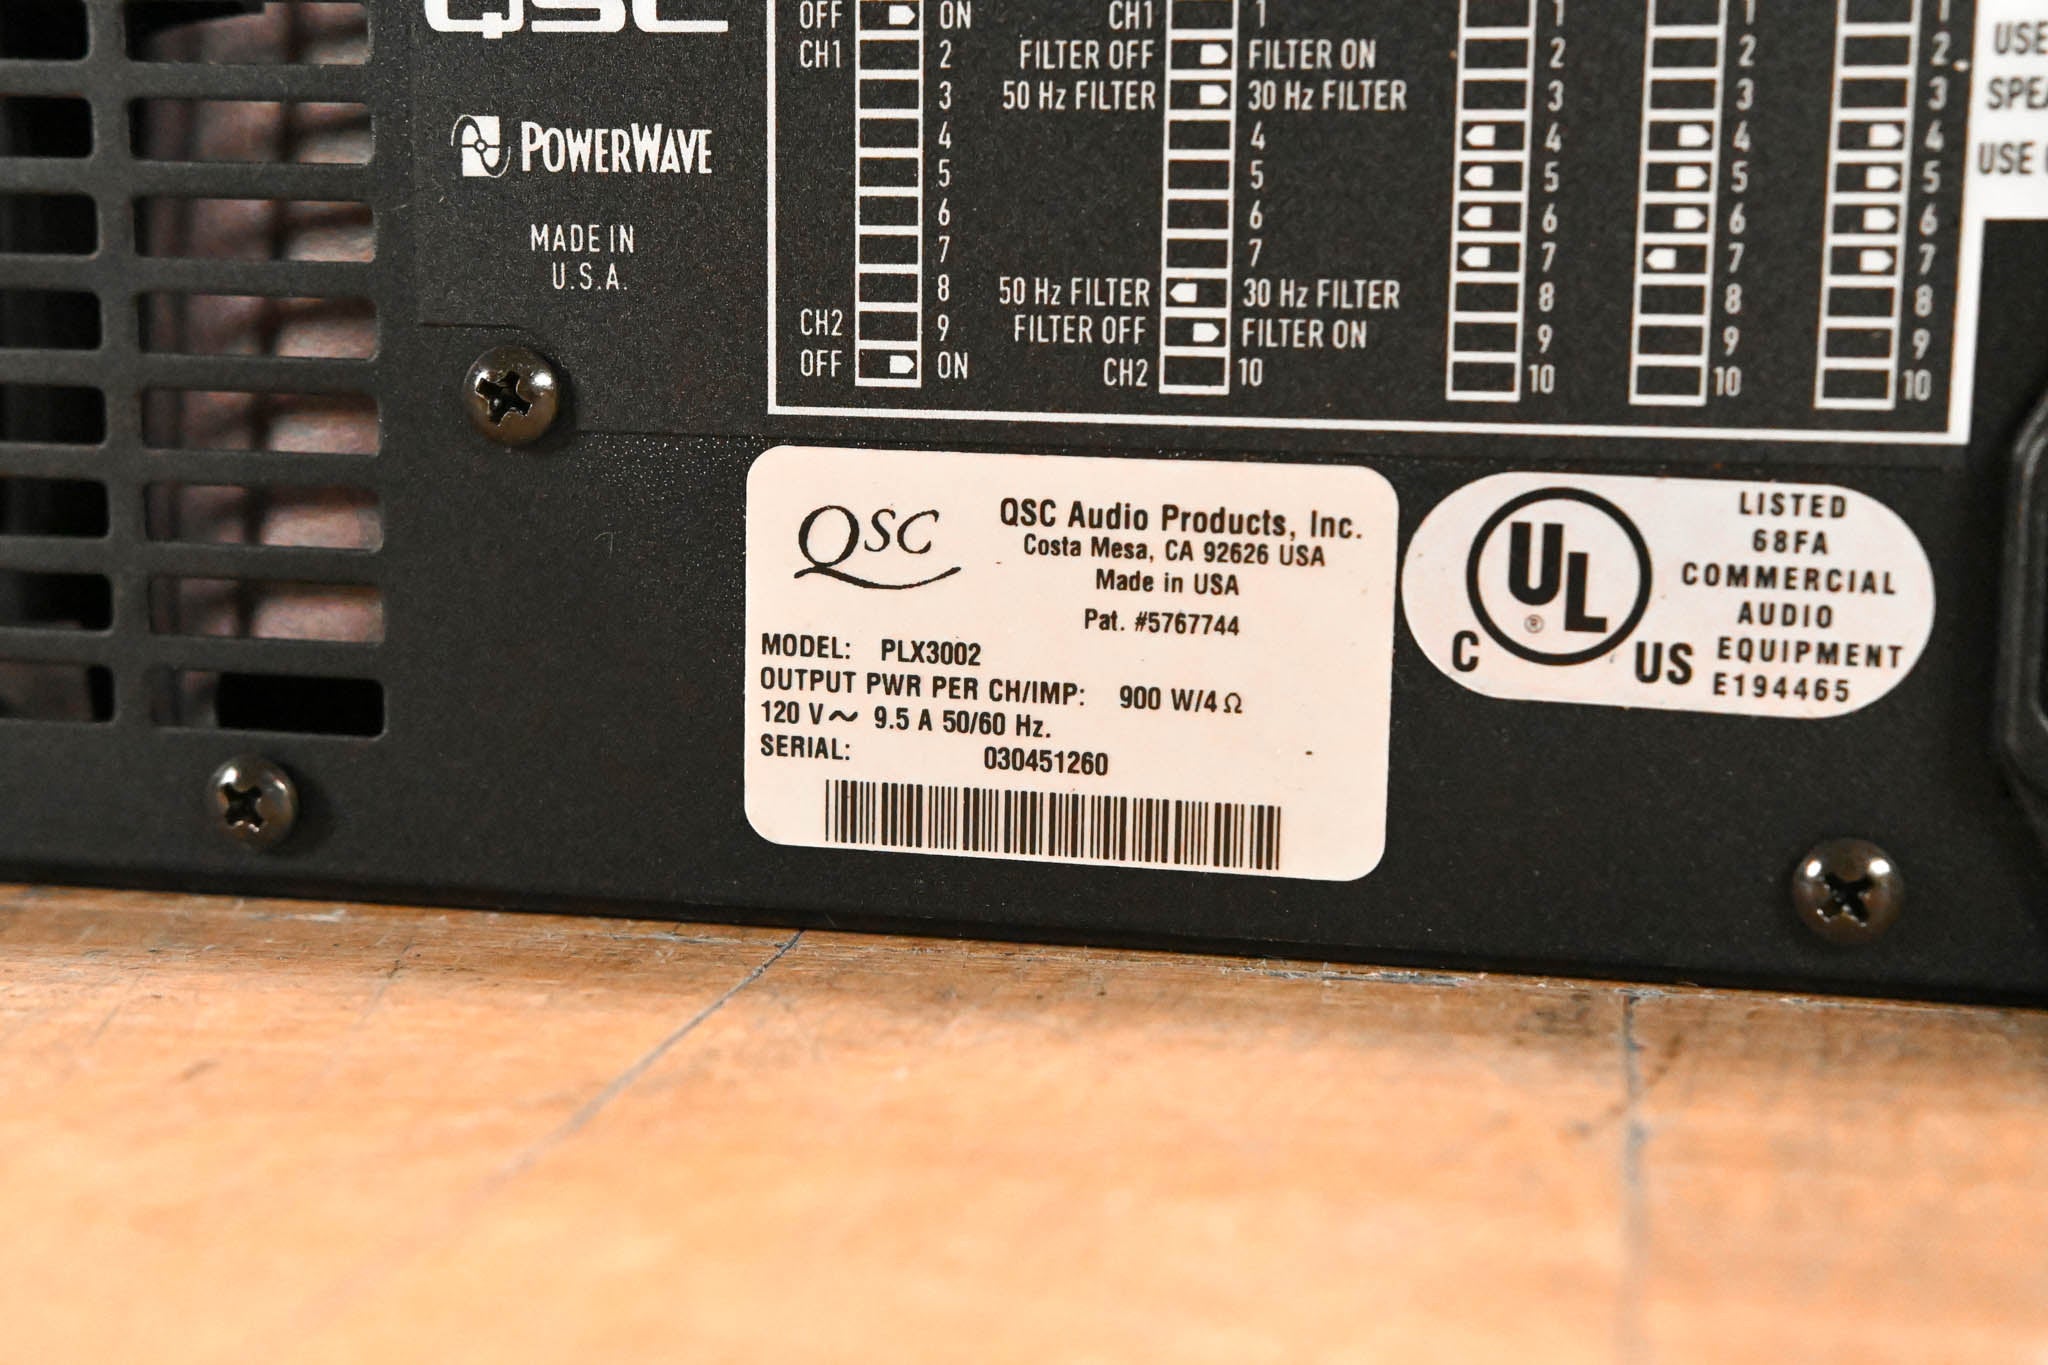 QSC
POWERWAVE
MADE IN
U.S.A.
OFF ON
CH1 2
3
4
5
6
7
8
CH2 9
OFF ON
CH1 1
FILTER OFF FILTER ON
50 Hz FILTER 30 Hz FILTER
4
5
6
7
50 Hz FILTER 30 Hz FILTER
FILTER OFF FILTER ON
CH2 10
1
2
3
4
5
6
7
8
9
10
1
2
3
4
5
6
7
8
9
10
1
2
3
4
5
6
7
8
9
10
USE
USE
QSC
QSC Audio Products, Inc.
Costa Mesa, CA 92626 USA
Made in USA
Pat. #5767744
MODEL: PLX3002
OUTPUT PWR PER CH/IMP: 900 W/4 Ω
120 V～ 9.5 A 50/60 Hz.
SERIAL: 030451260
C UL ® US
LISTED
68FA
COMMERCIAL
AUDIO
EQUIPMENT
E194465